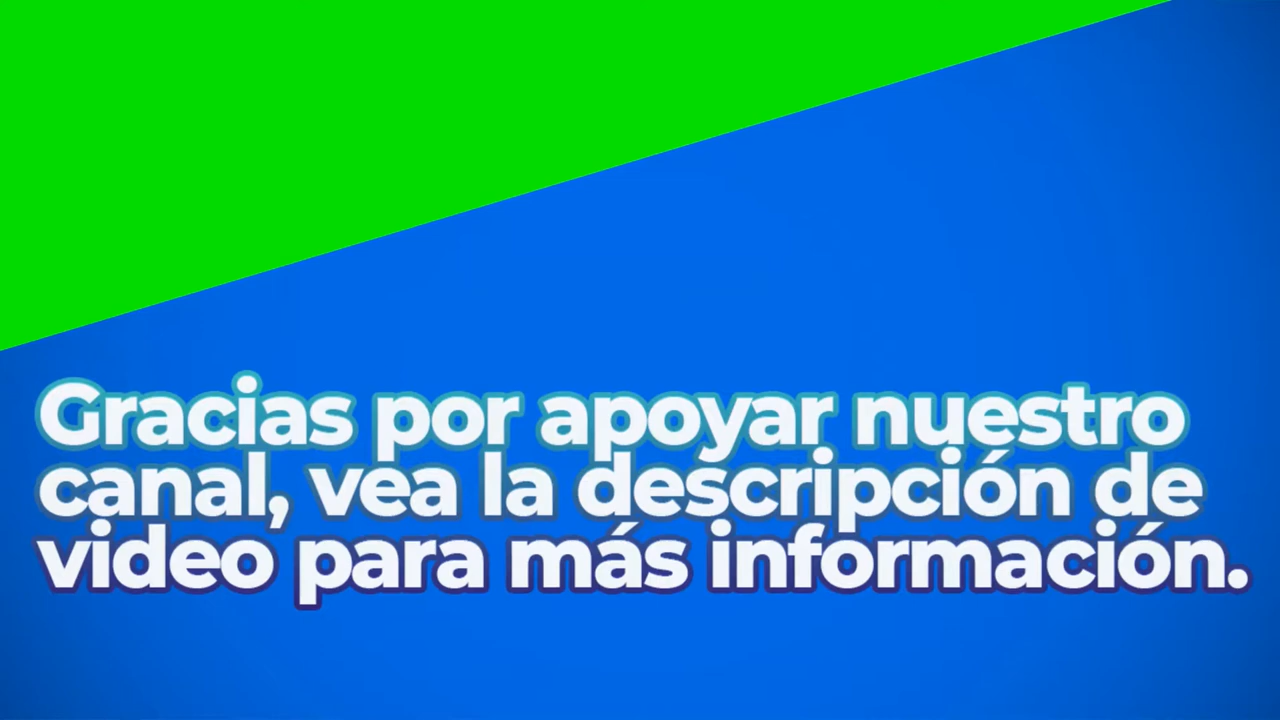 Gracias por apoyar nuestro
canal, vea la descripción de
video para más información.